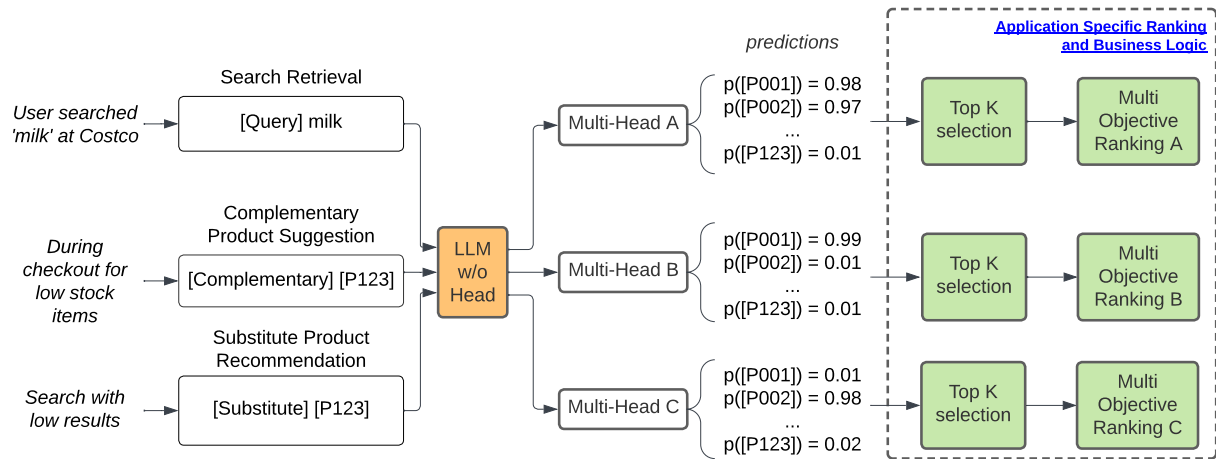 predictions
Application Specific Ranking
and Business Logic
Search Retrieval
User searched
'milk' at Costco
[Query] milk
Multi-Head A
p([P001]) = 0.98
p([P002]) = 0.97
...
p([P123]) = 0.01
Top K
selection
Multi
Objective
Ranking A
Complementary
Product Suggestion
During
checkout for
low stock
items
[Complementary] [P123]
LLM
w/o
Head
Multi-Head B
p([P001]) = 0.99
p([P002]) = 0.01
...
p([P123]) = 0.01
Top K
selection
Multi
Objective
Ranking B
Substitute Product
Recommendation
Search with
low results
[Substitute] [P123]
Multi-Head C
p([P001]) = 0.01
p([P002]) = 0.98
...
p([P123]) = 0.02
Top K
selection
Multi
Objective
Ranking C